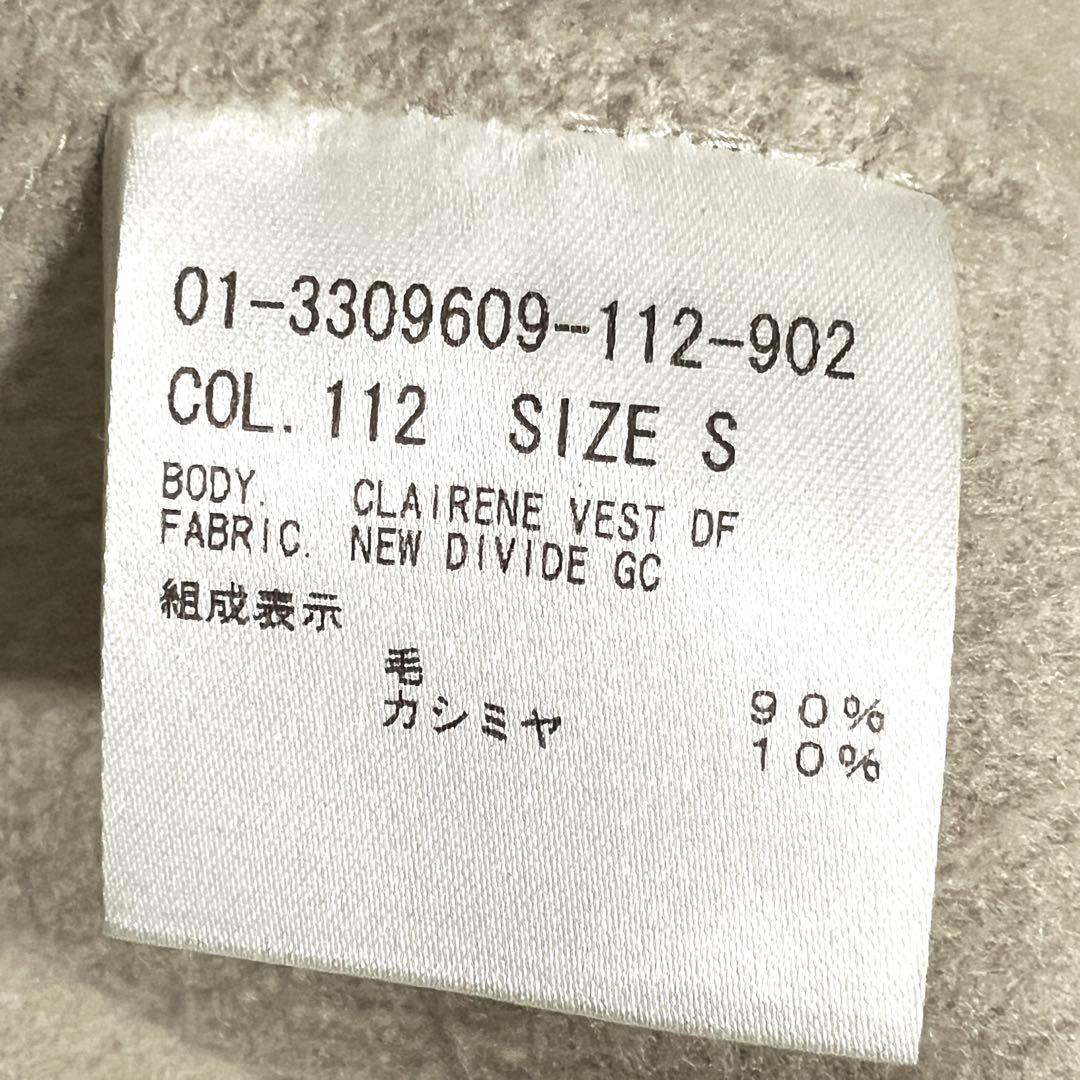 01-3309609-112-902
COL. 112 SIZE S
BODY. CLAIRENE VEST DF
FABRIC. NEW DIVIDE GC
組成表示
毛 90%
カシミヤ 10%